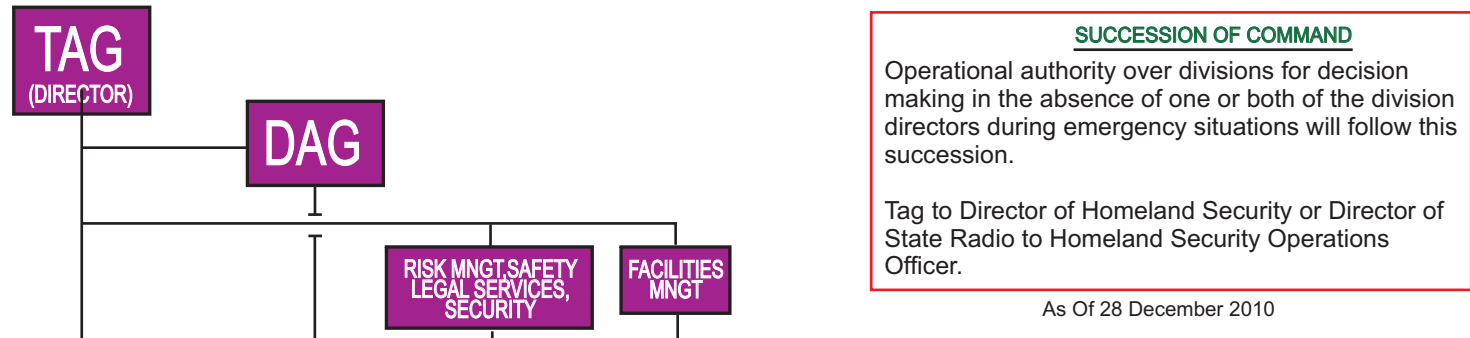 TAG
(DIRECTOR)
DAG
RISK MNGT,SAFETY
LEGAL SERVICES,
SECURITY
FACILITIES
MNGT
SUCCESSION OF COMMAND
Operational authority over divisions for decision
making in the absence of one or both of the division
directors during emergency situations will follow this
succession.
Tag to Director of Homeland Security or Director of
State Radio to Homeland Security Operations
Officer.
As Of 28 December 2010